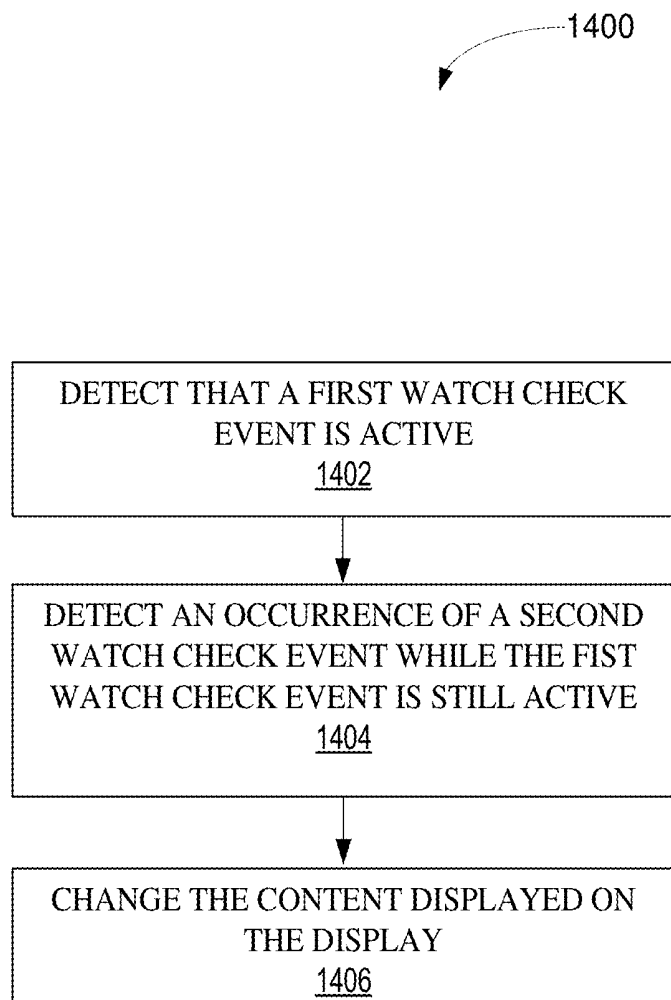 1400
DETECT THAT A FIRST WATCH CHECK
EVENT IS ACTIVE
1402
DETECT AN OCCURRENCE OF A SECOND
WATCH CHECK EVENT WHILE THE FIST
WATCH CHECK EVENT IS STILL ACTIVE
1404
CHANGE THE CONTENT DISPLAYED ON
THE DISPLAY
1406